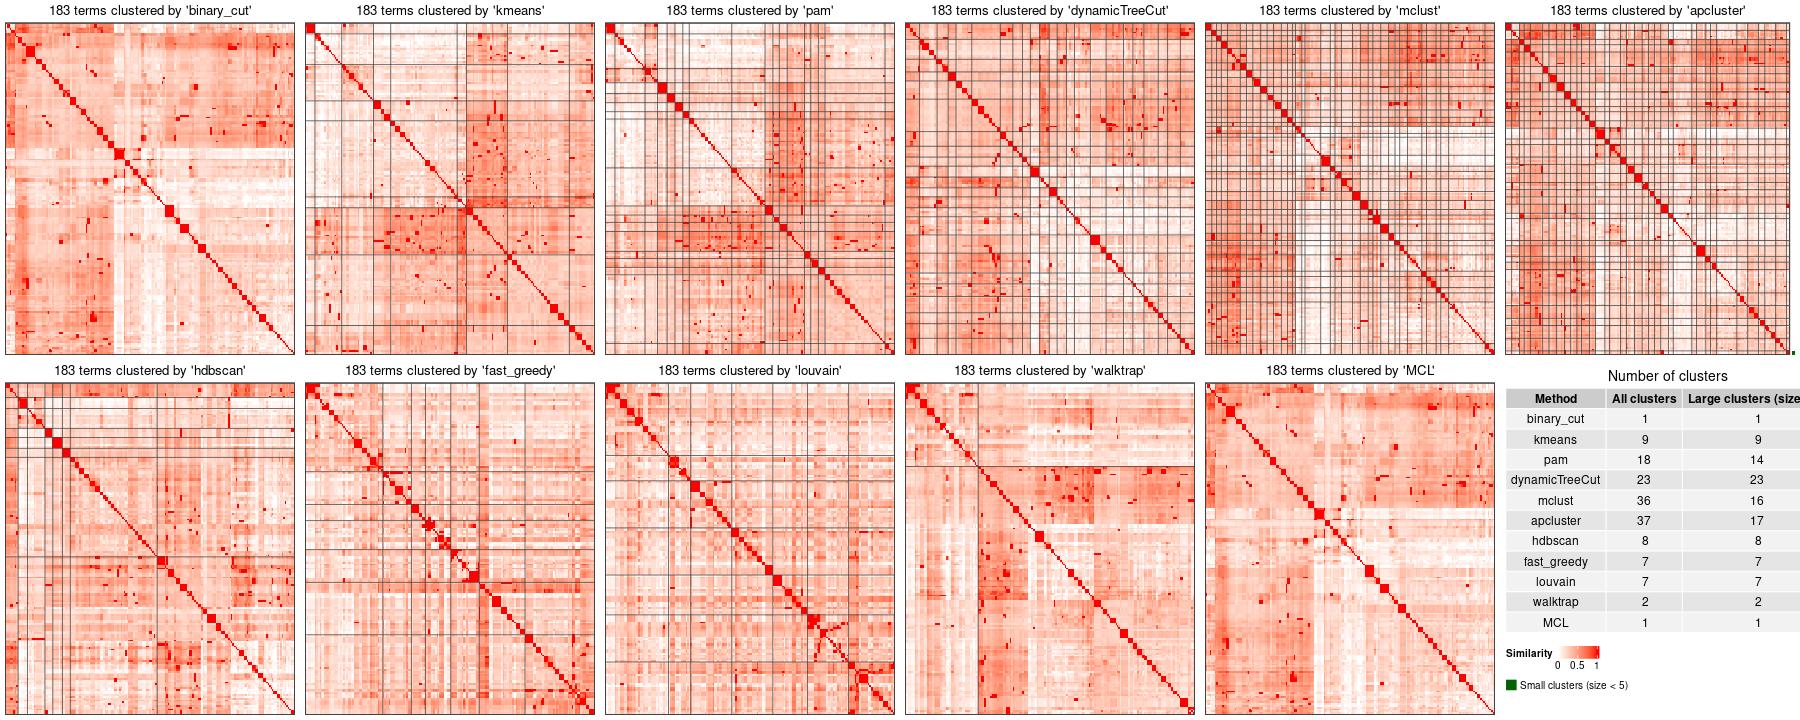 183 terms clustered by 'binary_cut'
183 terms clustered by 'kmeans'
183 terms clustered by 'pam'
183 terms clustered by 'dynamicTreeCut'
183 terms clustered by 'mclust'
183 terms clustered by 'apcluster'
183 terms clustered by 'hdbscan'
183 terms clustered by 'fast_greedy'
183 terms clustered by 'louvain'
183 terms clustered by 'walktrap'
183 terms clustered by 'MCL'
Number of clusters
Method All clusters Large clusters (size
binary_cut 1 1
kmeans 9 9
pam 18 14
dynamicTreeCut 23 23
mclust 36 16
apcluster 37 17
hdbscan 8 8
fast_greedy 7 7
louvain 7 7
walktrap 2 2
MCL 1 1
Similarity
0 0.5 1
Small clusters (size < 5)